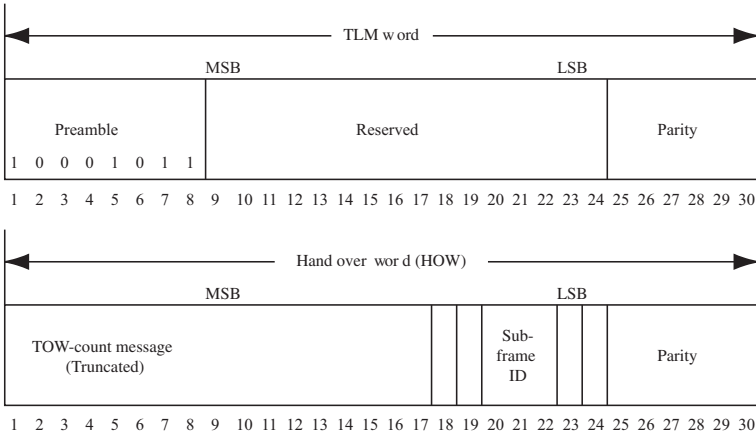 TLM word
MSB LSB
Preamble Reserved Parity
1 0 0 0 1 0 1 1
1 2 3 4 5 6 7 8 9 10 11 12 13 14 15 16 17 18 19 20 21 22 23 24 25 26 27 28 29 30
Hand over word (HOW)
MSB LSB
TOW-count message
(Truncated)
Sub-
frame
ID
Parity
1 2 3 4 5 6 7 8 9 10 11 12 13 14 15 16 17 18 19 20 21 22 23 24 25 26 27 28 29 30